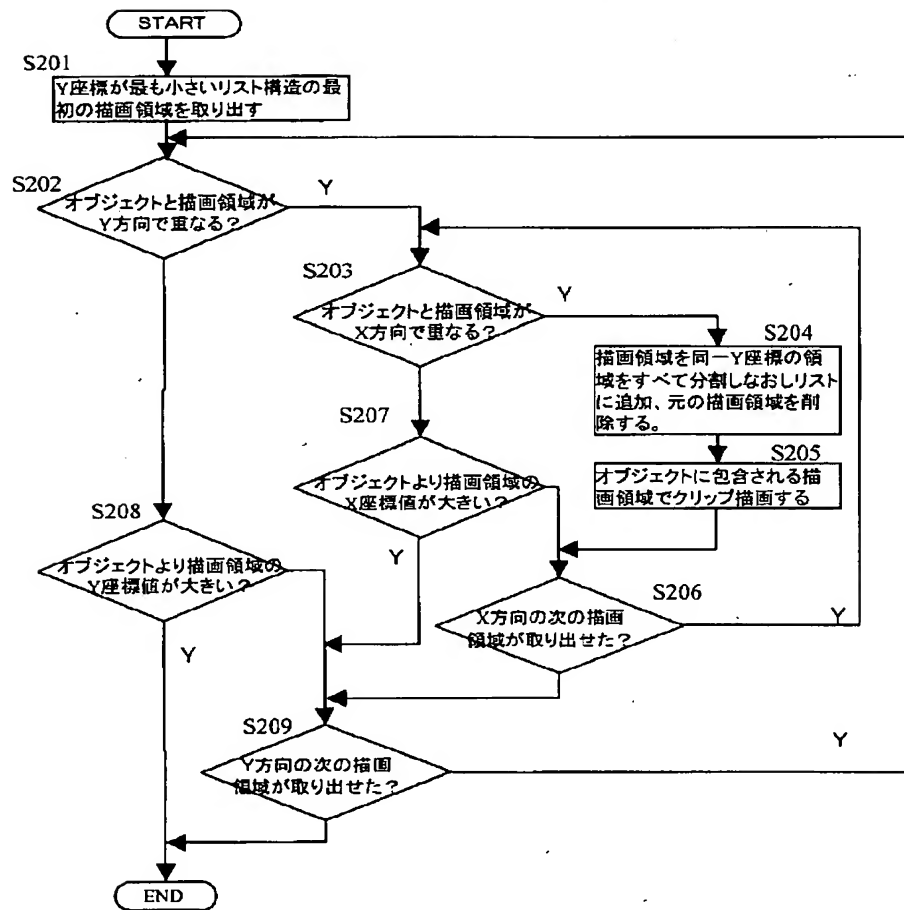 START
S201
Y座標が最も小さいリスト構造の最
初の描画領域を取り出す
S202
オブジェクトと描画領域が
Y方向で重なる?
Y
S203
オブジェクトと描画領域が
X方向で重なる?
Y
S204
描画領域を同一Y座標の領
域をすべて分割しなおしリスト
に追加、元の描画領域を削
除する。
S205
オブジェクトに包含される描
画領域でクリップ描画する
S207
オブジェクトより描画領域の
X座標値が大きい?
Y
S208
オブジェクトより描画領域の
Y座標値が大きい?
Y
S206
X方向の次の描画
領域が取り出せた?
Y
S209
Y方向の次の描画
領域が取り出せた?
Y
END